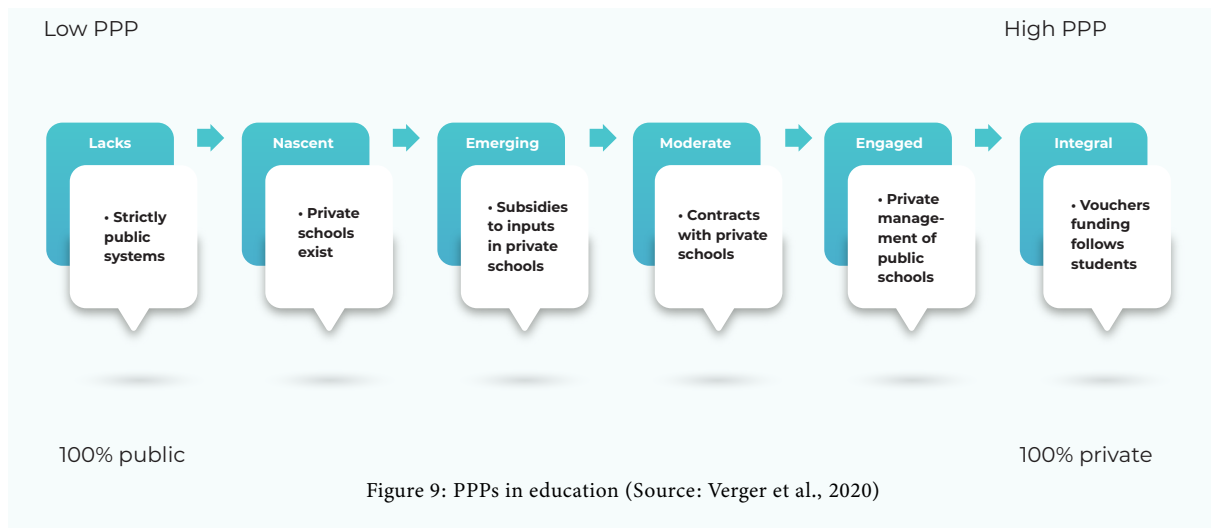 Low PPP
High PPP
Lacks
• Strictly
public
systems
Nascent
• Private
schools
exist
Emerging
• Subsidies
to inputs
in private
schools
Moderate
• Contracts
with private
schools
Engaged
• Private
manage-
ment of
public
schools
Integral
• Vouchers
funding
follows
students
100% public
100% private
Figure 9: PPPs in education (Source: Verger et al., 2020)